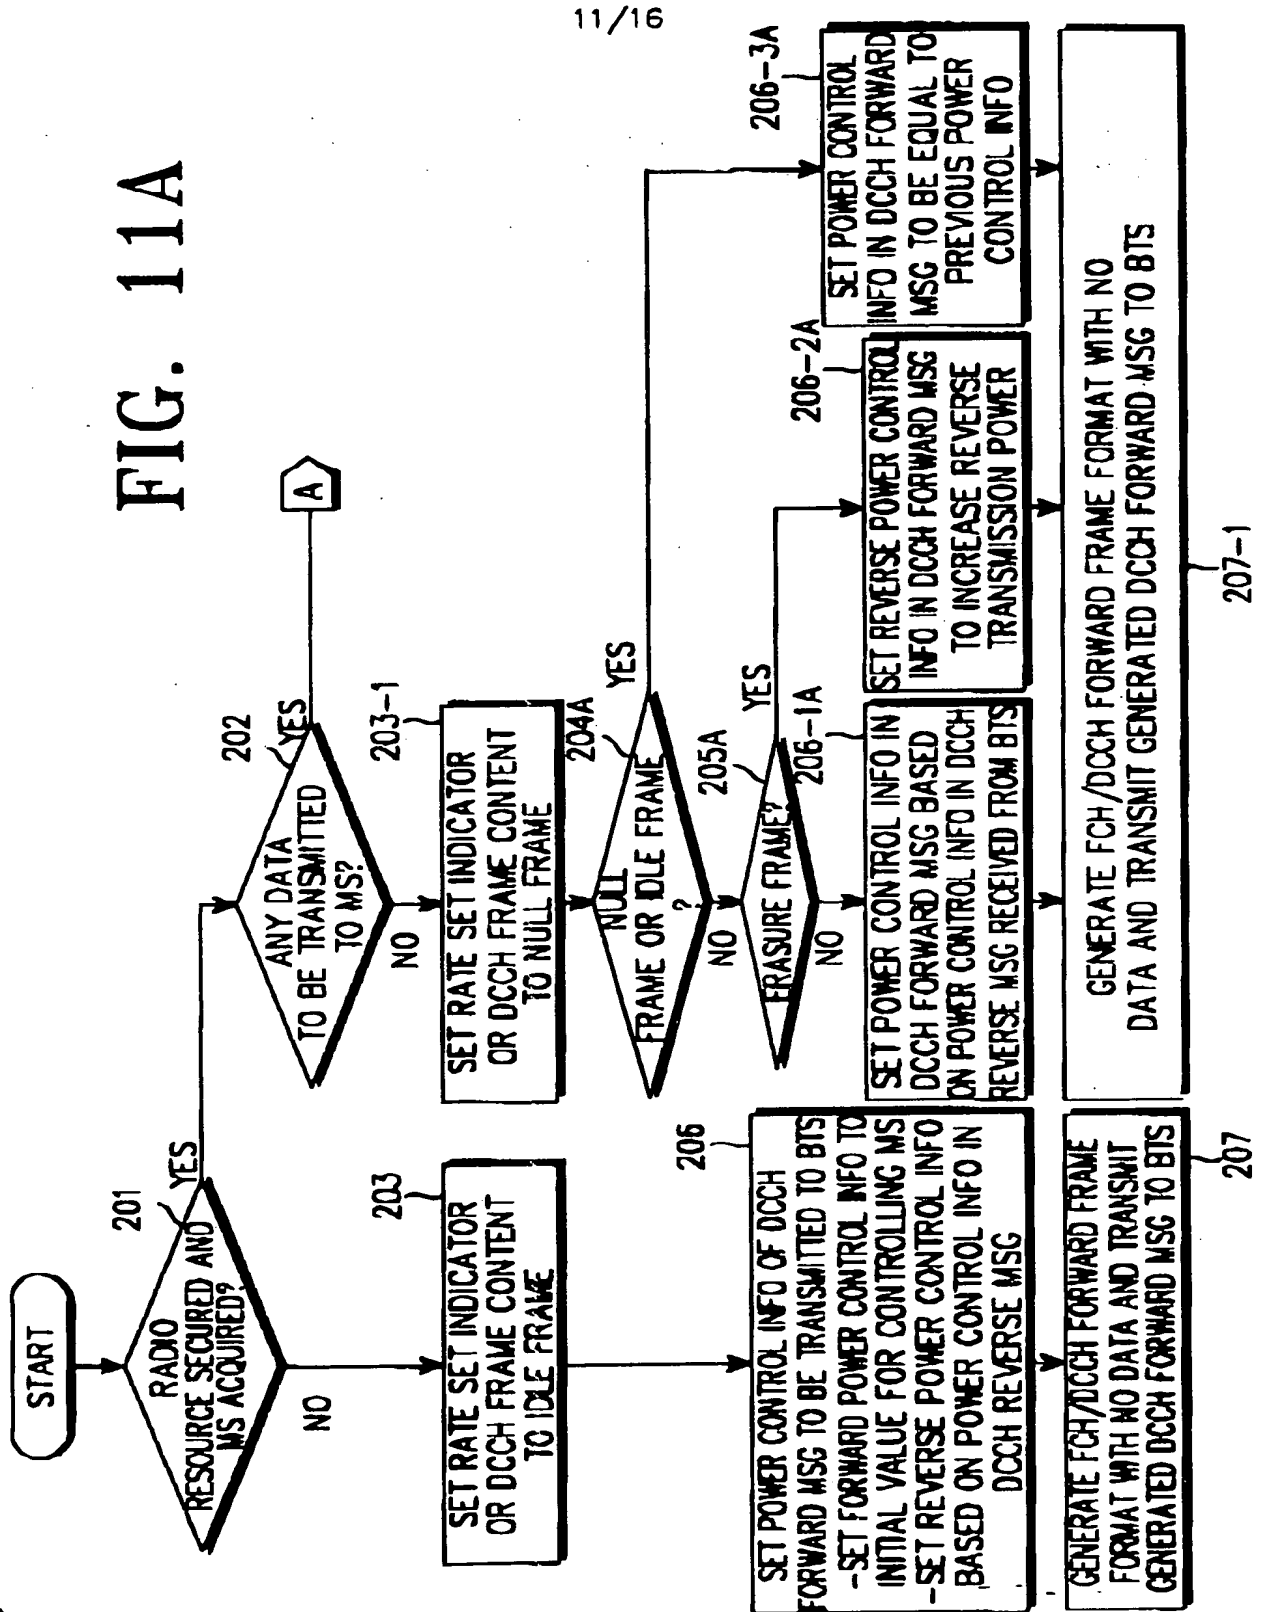 11/16
FIG. 11A
START
201
RADIO
RESOURCE SECURED AND
MS ACQUIRED?
YES
NO
202
ANY DATA
TO BE TRANSMITTED
TO MS?
YES
A
NO
203
SET RATE SET INDICATOR
OR DCCH FRAME CONTENT
TO IDLE FRAME
203-1
SET RATE SET INDICATOR
OR DCCH FRAME CONTENT
TO NULL FRAME
204A
NULL
FRAME OR IDLE FRAME
?
YES
NO
205A
ERASURE FRAME?
YES
NO
206
SET POWER CONTROL INFO OF DCCH
FORWARD MSG TO BE TRANSMITTED TO BTS
-SET FORWARD POWER CONTROL INFO TO
INITIAL VALUE FOR CONTROLLING MS
-SET REVERSE POWER CONTROL INFO
BASED ON POWER CONTROL INFO IN
DCCH REVERSE MSG
206-1A
SET POWER CONTROL INFO IN
DCCH FORWARD MSG BASED
ON POWER CONTROL INFO IN DCCH
REVERSE MSG RECEIVED FROM BTS
206-2A
SET REVERSE POWER CONTROL
INFO IN DCCH FORWARD MSG
TO INCREASE REVERSE
TRANSMISSION POWER
206-3A
SET POWER CONTROL
INFO IN DCCH FORWARD
MSG TO BE EQUAL TO
PREVIOUS POWER
CONTROL INFO
GENERATE FCH/DCCH FORWARD FRAME
FORMAT WITH NO DATA AND TRANSMIT
GENERATED DCCH FORWARD MSG TO BTS
207
GENERATE FCH/DCCH FORWARD FRAME FORMAT WITH NO
DATA AND TRANSMIT GENERATED DCCH FORWARD MSG TO BTS
207-1